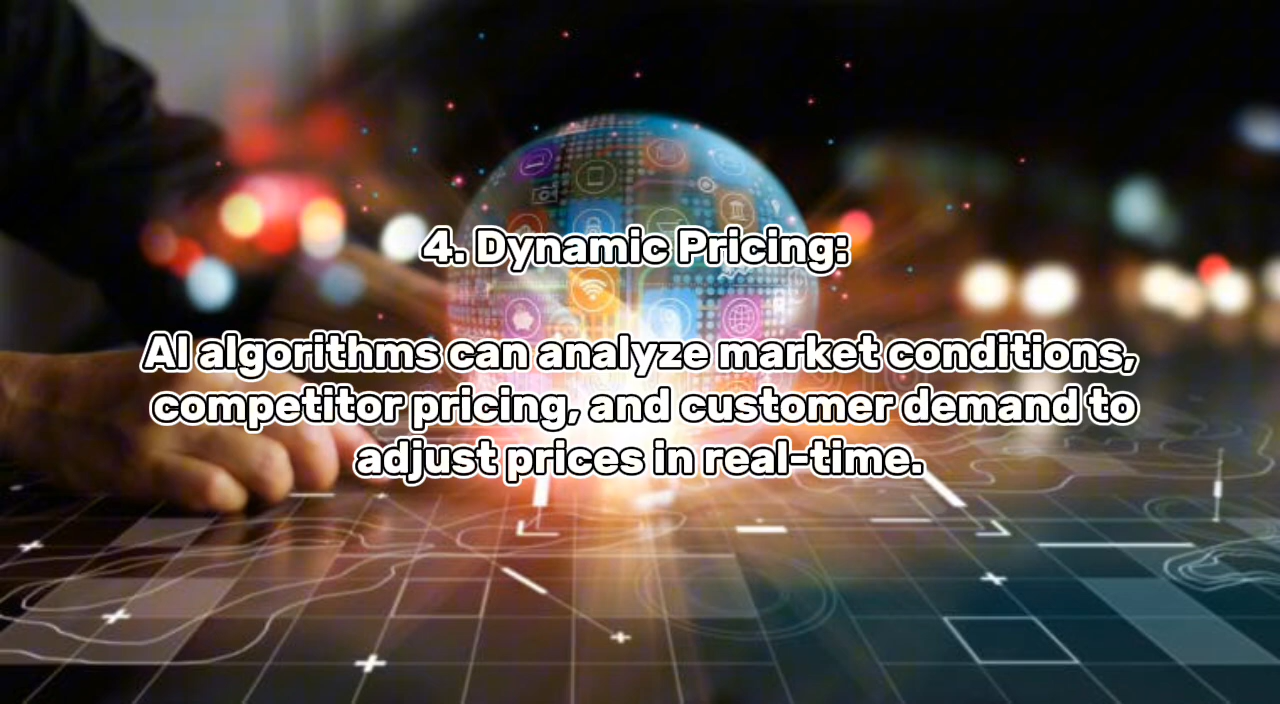 4. Dynamic Pricing:
AI algorithms can analyze market conditions,
competitor pricing, and customer demand to
adjust prices in real-time.